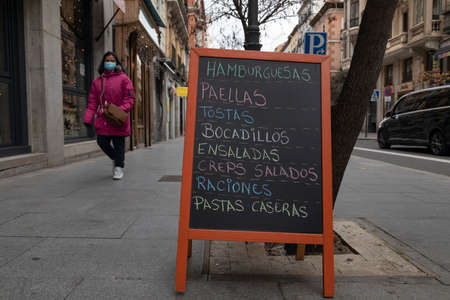 HAMBURGUESAS
PAELLAS
TOSTAS
BOCADILLOS
ENSALADAS
CREPS SALADOS
RACIONES
PASTAS CASERAS
P